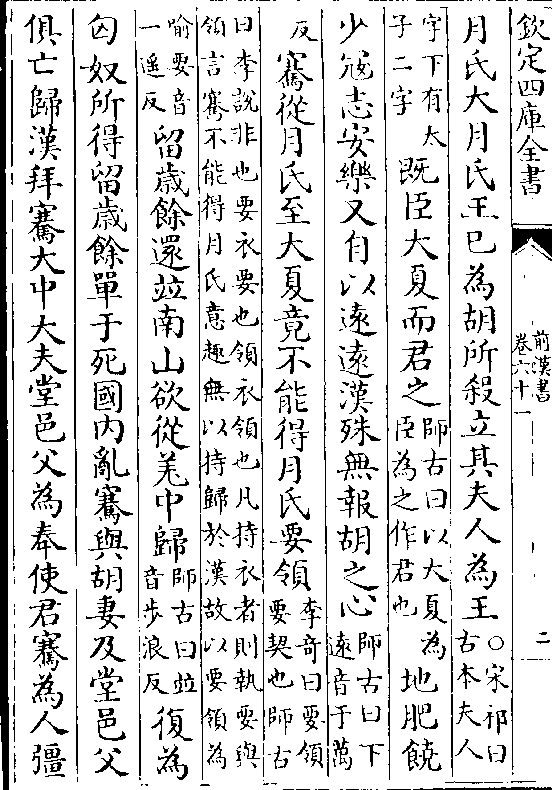 欽定四庫全書
前漢書
卷六十一
二
月氏大月氏王已為胡所殺立其夫人為王○宋祁曰古本夫人
字下有太子二字既臣大夏而君之師古曰以大夏為臣為之作君也地肥饒
少冦志安樂又自以遠遠漢殊無報胡之心師古曰下遠音于萬
反騫從月氏至大夏竟不能得月氏要領李奇曰要領要契也師古
曰李說非也要衣要也領衣領也凡持衣者則執要與領言騫不能得月氏意趣無以持歸於漢故以要領為
喻要音一遥反留歲餘還竝南山欲從羌中歸師古曰竝音步浪反復為
匈奴所得留歲餘單于死國內亂騫與胡妻及堂邑父
俱亡歸漢拜騫大中大夫堂邑父為奉使君騫為人彊